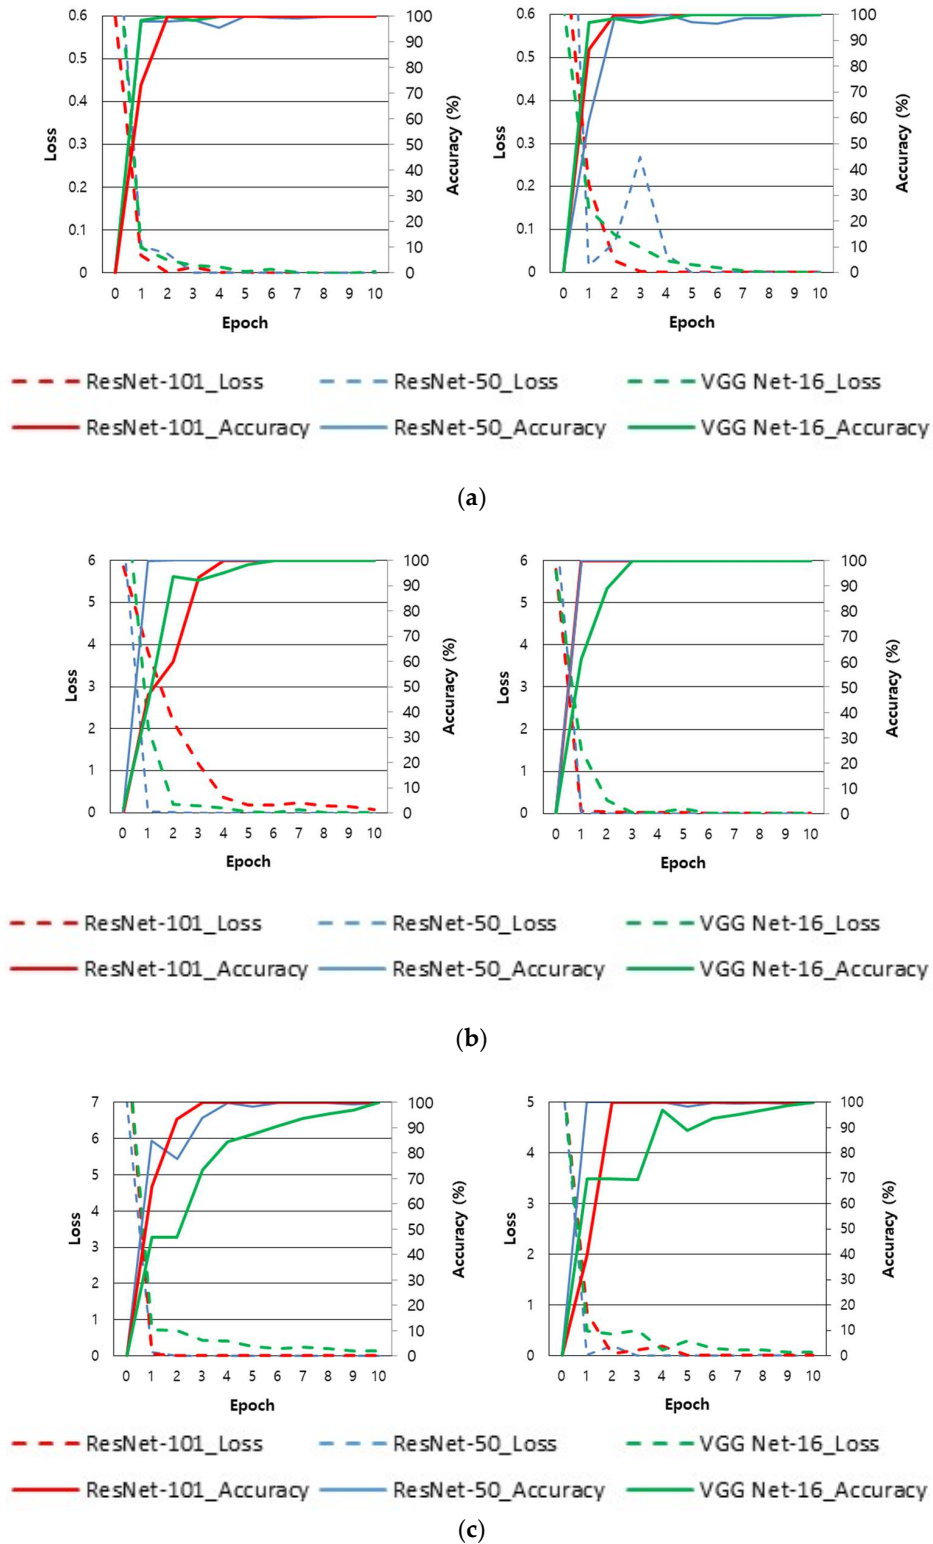 0.6 100 0.6 100
90 90
0.5 80 0.5 80
0.4 70 0.4 70
60 60
0.3 50 0.3 50
0.2 40 0.2 40
30 30
0.1 20 0.1 20
10 10
0 0 0 0
Loss Accuracy (%) Loss Accuracy (%)
0 1 2 3 4 5 6 7 8 9 10 0 1 2 3 4 5 6 7 8 9 10
Epoch Epoch
ResNet-101_Loss ResNet-50_Loss VGG Net-16_Loss
ResNet-101_Accuracy ResNet-50_Accuracy VGG Net-16_Accuracy
(a)
6 100 6 100
90 90
5 80 5 80
4 70 4 70
60 60
3 50 3 50
2 40 2 40
30 30
1 20 1 20
10 10
0 0 0 0
Loss Accuracy (%) Loss Accuracy (%)
0 1 2 3 4 5 6 7 8 9 10 0 1 2 3 4 5 6 7 8 9 10
Epoch Epoch
ResNet-101_Loss ResNet-50_Loss VGG Net-16_Loss
ResNet-101_Accuracy ResNet-50_Accuracy VGG Net-16_Accuracy
(b)
7 100 5 100
6 90 90
5 80 4 80
70 70
4 60 3 60
3 50 50
40 2 40
2 30 30
1 20 1 20
10 10
0 0 0 0
Loss Accuracy (%) Loss Accuracy (%)
0 1 2 3 4 5 6 7 8 9 10 0 1 2 3 4 5 6 7 8 9 10
Epoch Epoch
ResNet-101_Loss ResNet-50_Loss VGG Net-16_Loss
ResNet-101_Accuracy ResNet-50_Accuracy VGG Net-16_Accuracy
(c)